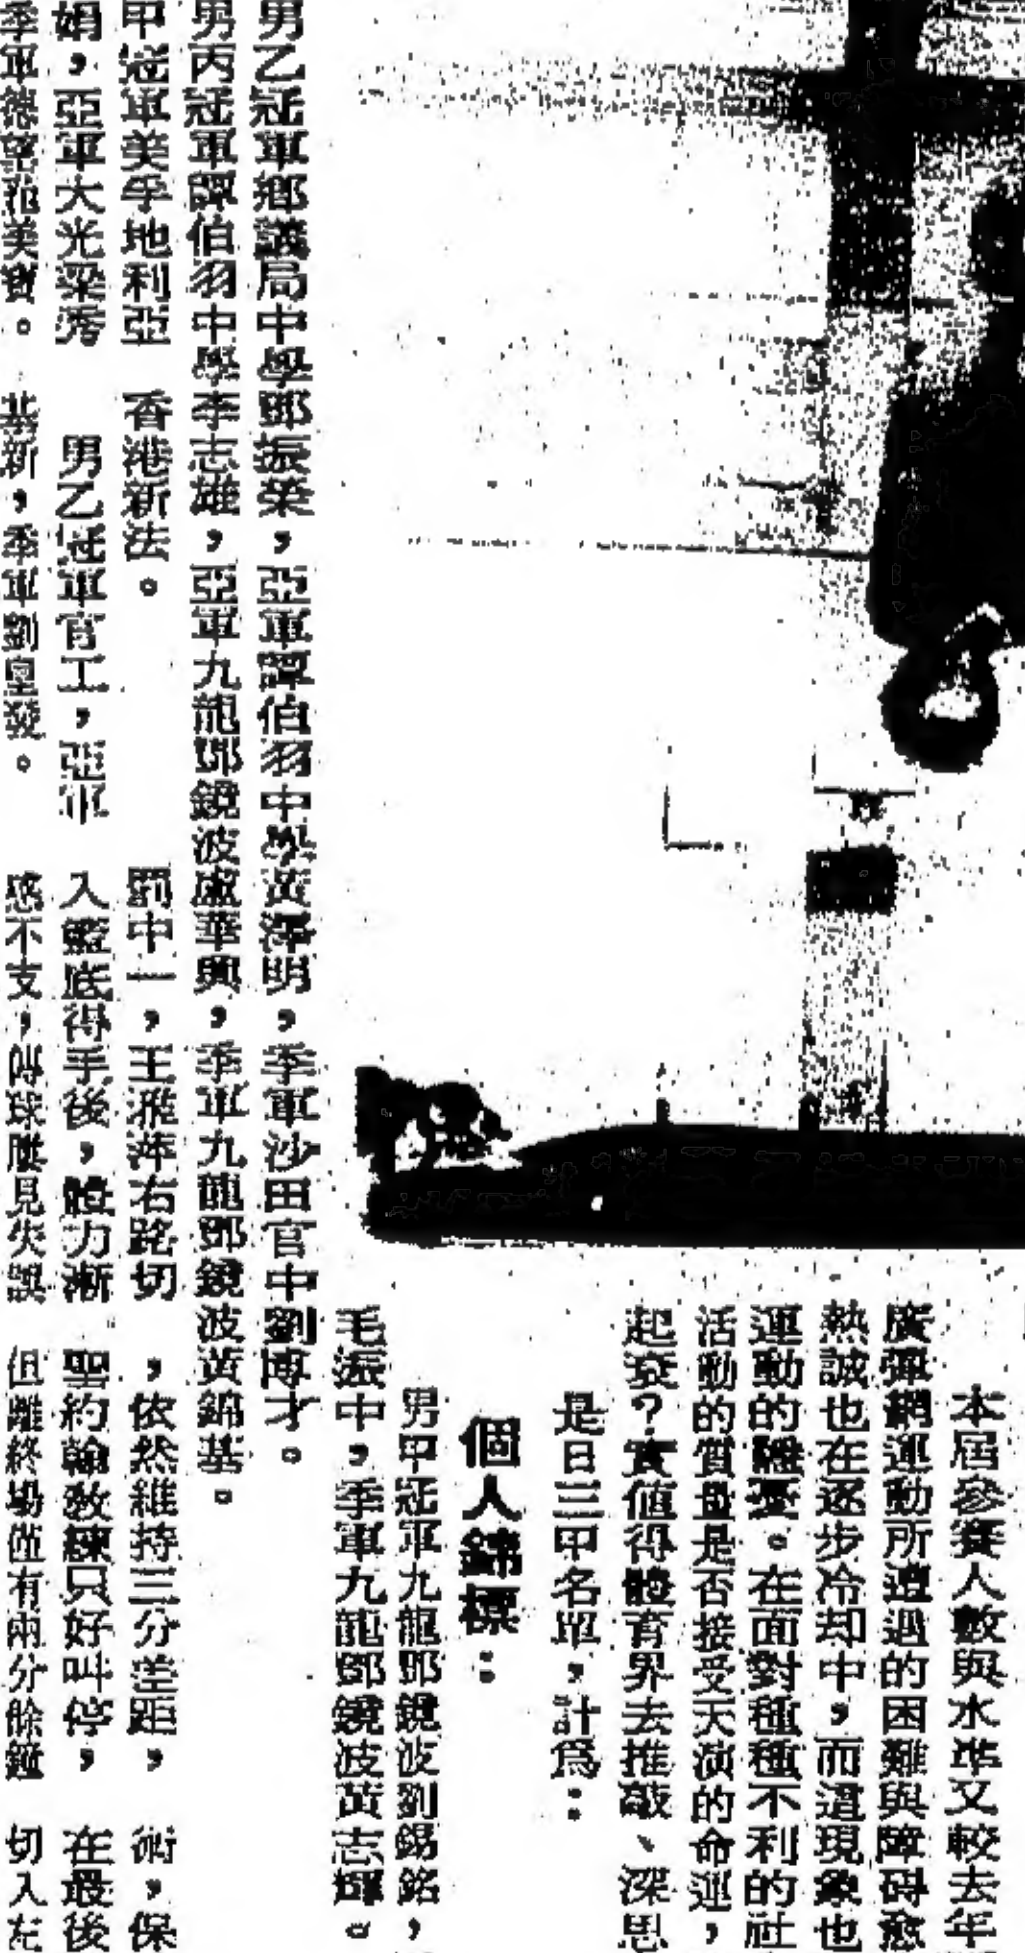 本屆參賽人數與水準又較去年
廣彈網運動所遭遇的困難與障碍愈
熱誠也在逐步冷却中，而這現象也
運動的隱憂。在面對種種不利的社
活動的質量是否接受天演的命運，
起衰？實值得體育界去推敲、深思
是日三甲名單，計爲：
個人錦標：
男甲冠軍九龍鄧鏡波劉錫銘，
毛振中，季軍九龍鄧鏡波黃志輝。
男乙冠軍鄉議局中學鄧振榮，亞軍譚伯羽中學黃澤明，季軍沙田官中劉博才。
男丙冠軍譚伯羽中學李志雄，亞軍九龍鄧鏡波盧華興，季軍九龍鄧鏡波黃錦基。
甲冠軍美孚地利亞
娟，亞軍大光梁秀
季軍德望范美寶。
香港新法。
男乙冠軍官工，亞軍
基新，季軍劉皇發。
罰中一，王雅萍右路切
入籃底得手後，體力漸
感不支，傳球屢見失誤
，依然維持三分差距，
聖約翰敎練只好叫停，
但離終場僅有兩分餘鐘
術，保
在最後
切入左